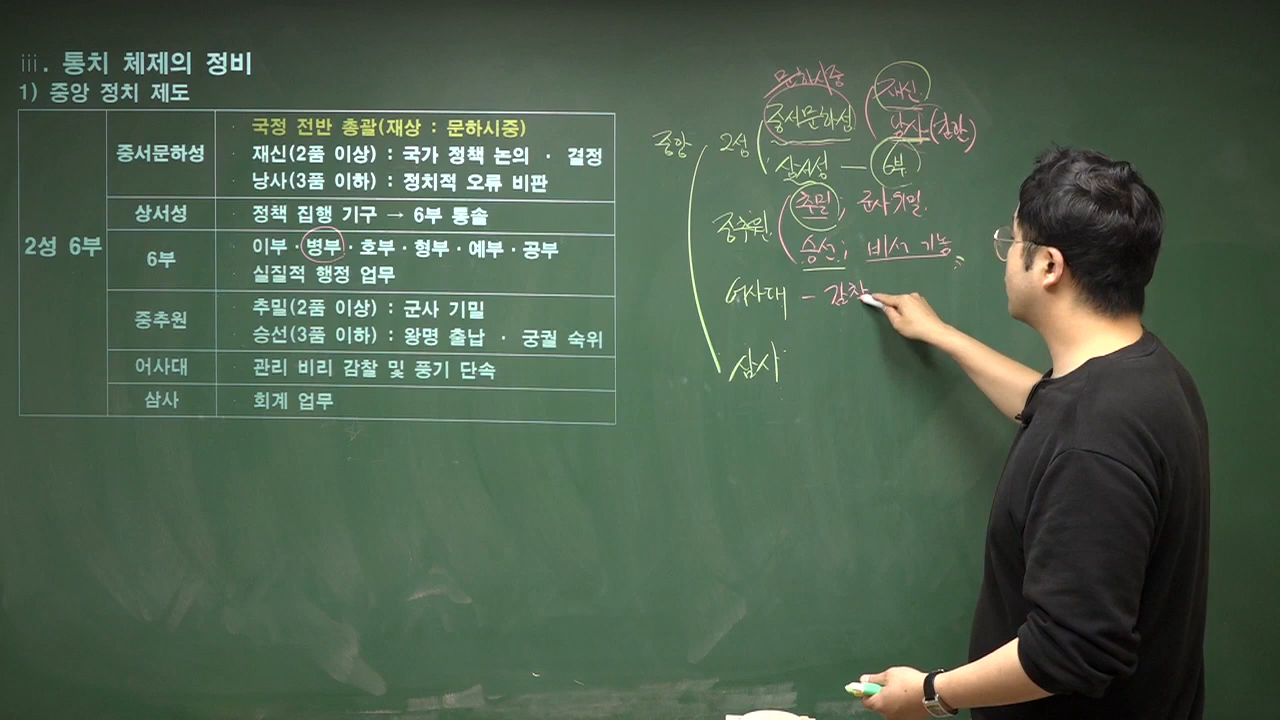 ⅲ. 통치 체제의 정비
1) 중앙 정치 제도
2성 6부
중서문하성
· 국정 전반 총괄(재상 : 문하시중)
· 재신(2품 이상) : 국가 정책 논의 · 결정
· 낭사(3품 이하) : 정치적 오류 비판
상서성
· 정책 집행 기구 → 6부 통솔
6부
· 이부·병부·호부·형부·예부·공부
· 실질적 행정 업무
중추원
· 추밀(2품 이상) : 군사 기밀
· 승선(3품 이하) : 왕명 출납 · 궁궐 숙위
어사대
· 관리 비리 감찰 및 풍기 단속
삼사
· 회계 업무
중앙
2성
문하시중
중서문하성
재신
낭사(간관)
상서성 — 6부
중추원
추밀; 군사기밀
승선; 비서 기능
어사대 - 감찰
삼사